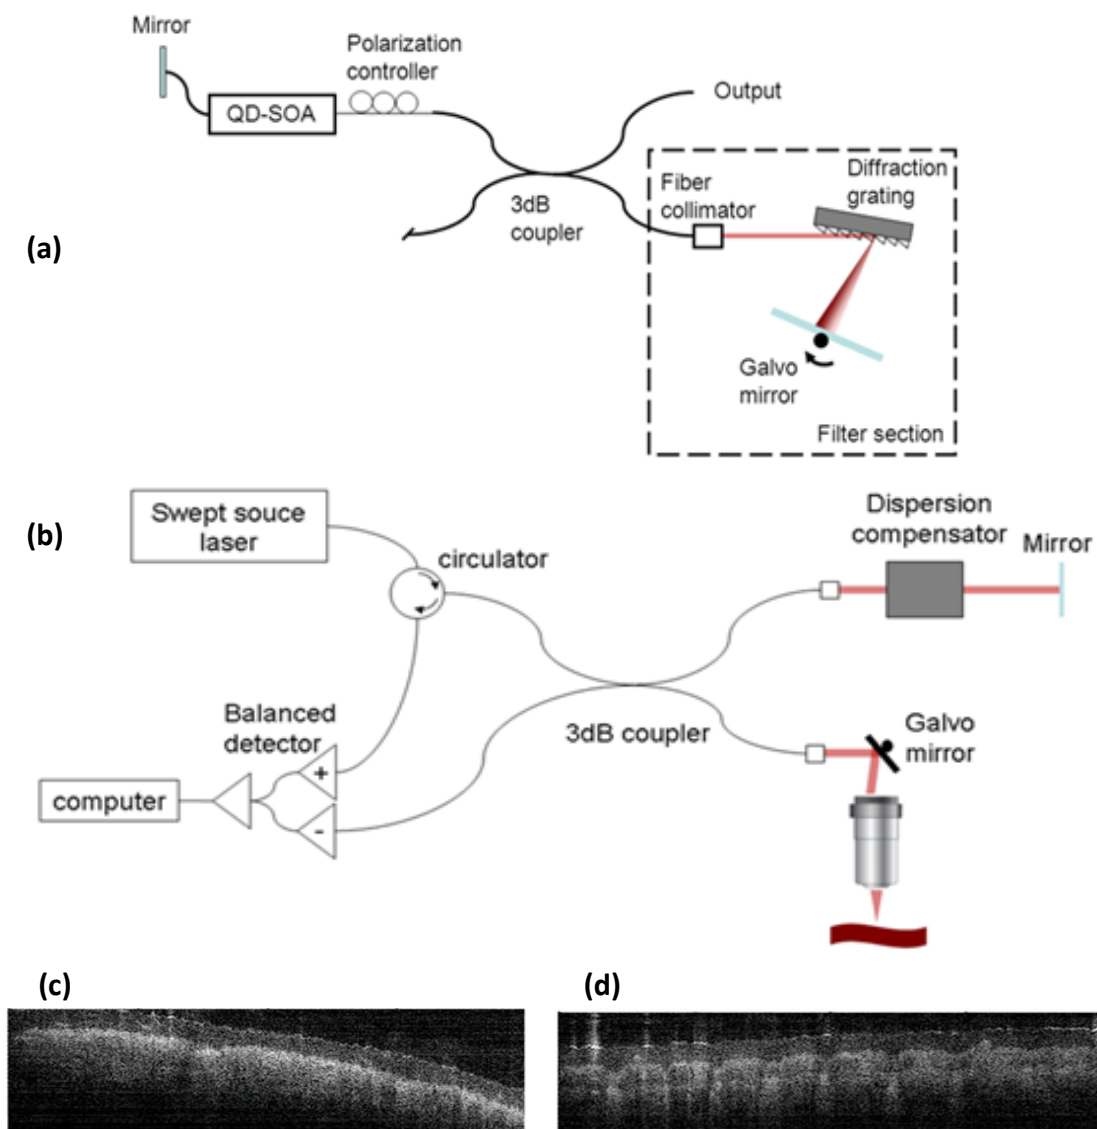 Mirror
Polarization
controller
QD-SOA
Output
3dB
coupler
Fiber
collimator
Diffraction
grating
Galvo
mirror
Filter section
(a)
(b)
Swept souce
laser
circulator
Dispersion
compensator
Mirror
Balanced
detector
+
-
computer
3dB coupler
Galvo
mirror
(c)
(d)